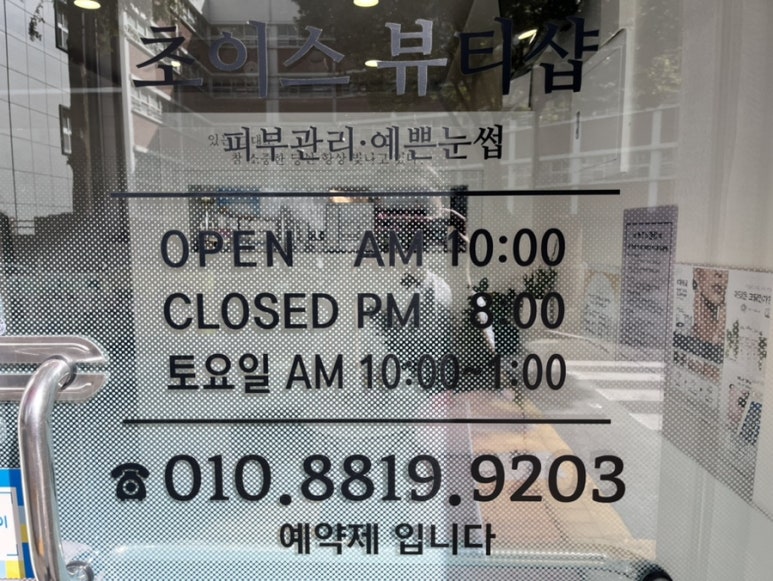 초이스 뷰티샵
피부관리·예쁜눈썹
OPEN AM 10:00
CLOSED PM 8:00
토요일 AM 10:00~1:00
☎010.8819.9203
예약제 입니다